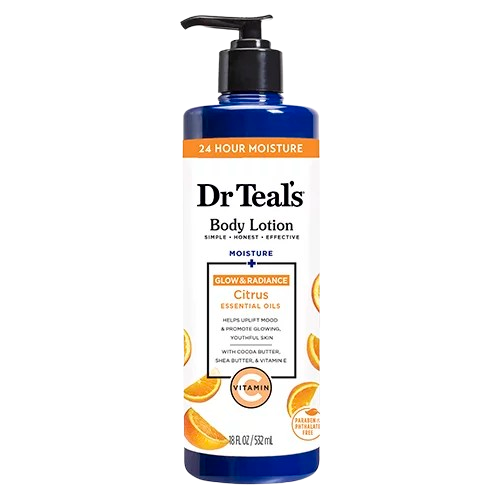 24 HOUR MOISTURE
Dr Teal's®
Body Lotion
SIMPLE • HONEST • EFFECTIVE
MOISTURE
+
GLOW & RADIANCE
Citrus
ESSENTIAL OILS
HELPS UPLIFT MOOD
& PROMOTE GLOWING,
YOUTHFUL SKIN
WITH COCOA BUTTER,
SHEA BUTTER, & VITAMIN E
C
VITAMIN
PARABEN &
PHTHALATE
FREE
18 FL OZ / 532 mL